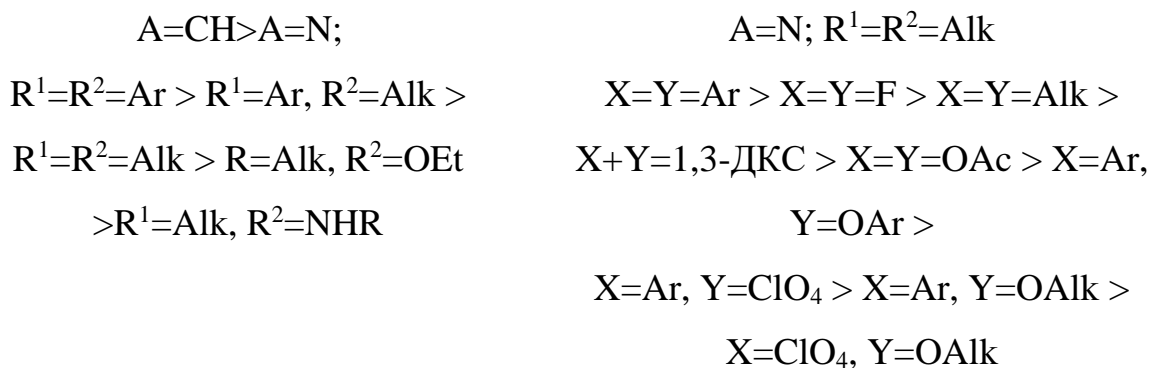 A=CH>A=N;
R¹=R²=Ar > R¹=Ar, R²=Alk >
R¹=R²=Alk > R=Alk, R²=OEt
>R¹=Alk, R²=NHR
A=N; R¹=R²=Alk
X=Y=Ar > X=Y=F > X=Y=Alk >
X+Y=1,3-ДКС > X=Y=OAc > X=Ar,
Y=OAr >
X=Ar, Y=ClO₄ > X=Ar, Y=OAlk >
X=ClO₄, Y=OAlk